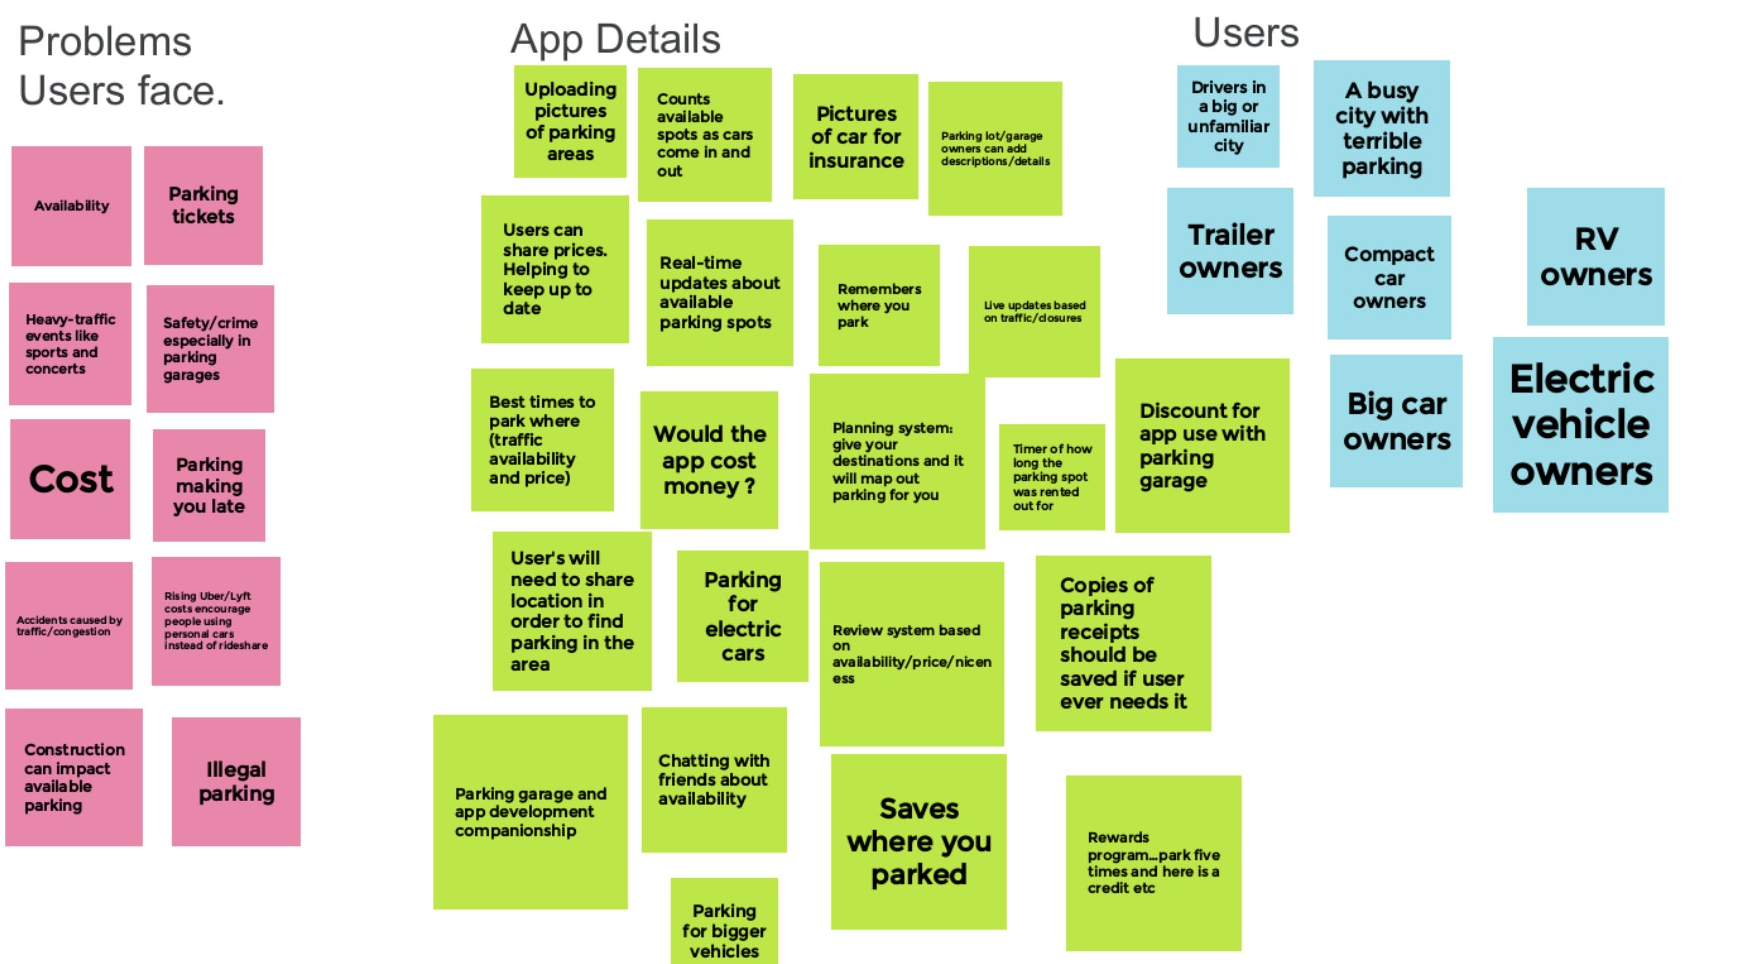 Problems
Users face.
Availability
Parking
tickets
Heavy-traffic
events like
sports and
concerts
Safety/crime
especially in
parking
garages
Cost
Parking
making
you late
Accidents caused by
traffic/congestion
Rising Uber/Lyft
costs encourage
people using
personal cars
instead of rideshare
Construction
can impact
available
parking
Illegal
parking
App Details
Uploading
pictures
of parking
areas
Counts
available
spots as cars
come in and
out
Pictures
of car for
insurance
Parking lot/garage
owners can add
descriptions/details
Users can
share prices.
Helping to
keep up to
date
Real-time
updates about
available
parking spots
Remembers
where you
park
Live updates based
on traffic/closures
Best times to
park where
(traffic
availability
and price)
Would the
app cost
money ?
Planning system:
give your
destinations and it
will map out
parking for you
Timer of how
long the
parking spot
was rented
out for
Discount for
app use with
parking
garage
User's will
need to share
location in
order to find
parking in the
area
Parking
for
electric
cars
Review system based
on
availability/price/nicen
ess
Copies of
parking
receipts
should be
saved if user
ever needs it
Parking garage and
app development
companionship
Chatting with
friends about
availability
Saves
where you
parked
Rewards
program...park five
times and here is a
credit etc
Parking
for bigger
vehicles
Users
Drivers in
a big or
unfamiliar
city
A busy
city with
terrible
parking
Trailer
owners
Compact
car
owners
RV
owners
Big car
owners
Electric
vehicle
owners